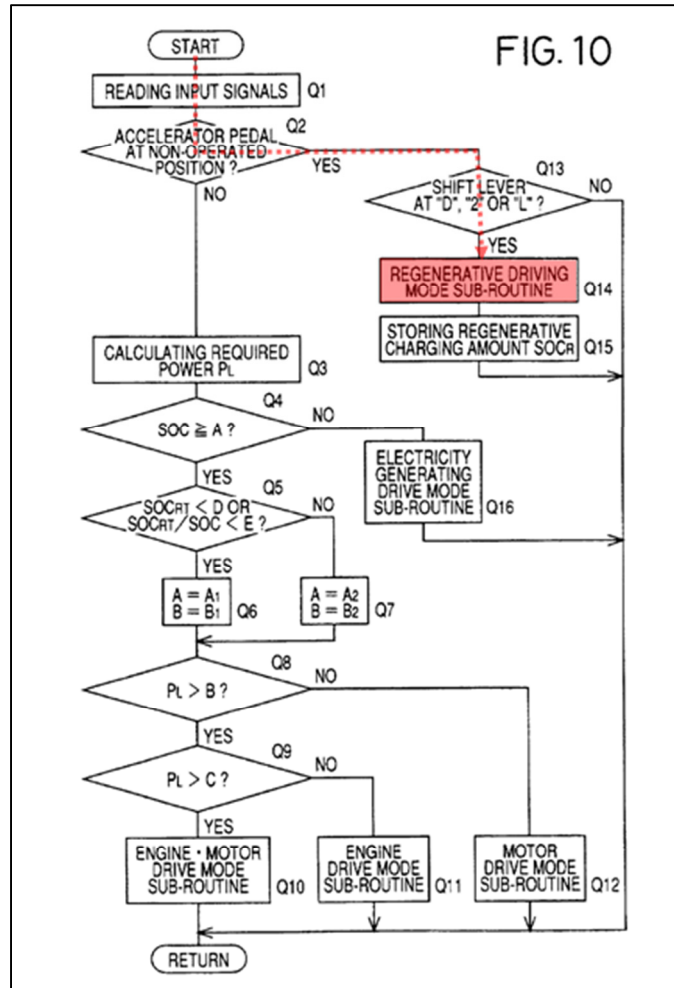 START
FIG. 10
READING INPUT SIGNALS Q1
Q2
ACCELERATOR PEDAL
AT NON-OPERATED
POSITION ?
YES
NO
Q13
SHIFT LEVER
AT "D", "2" OR "L" ?
NO
YES
REGENERATIVE DRIVING
MODE SUB-ROUTINE Q14
STORING REGENERATIVE
CHARGING AMOUNT SOCR Q15
CALCULATING REQUIRED
POWER PL Q3
Q4
SOC ≧ A ?
NO
YES
ELECTRICITY
GENERATING
DRIVE MODE
SUB-ROUTINE Q16
Q5
SOCRT < D OR
SOCRT/SOC < E ?
NO
YES
A = A1
B = B1 Q6
A = A2
B = B2 Q7
Q8
PL > B ?
NO
YES
Q9
PL > C ?
NO
YES
ENGINE・MOTOR
DRIVE MODE
SUB-ROUTINE Q10
ENGINE
DRIVE MODE
SUB-ROUTINE Q11
MOTOR
DRIVE MODE
SUB-ROUTINE Q12
RETURN